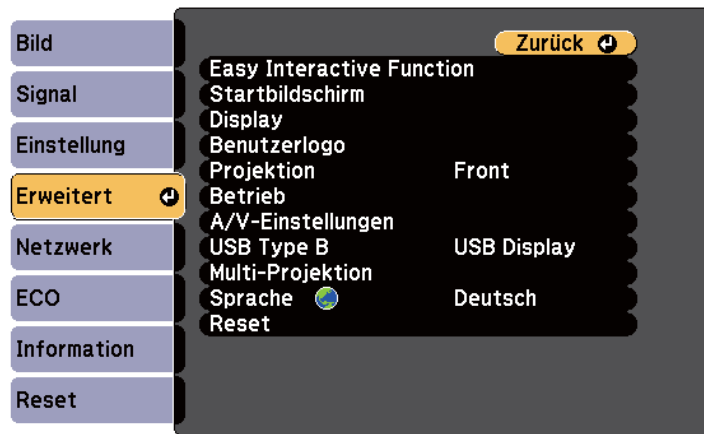 Bild
Signal
Einstellung
Erweitert
Netzwerk
ECO
Information
Reset
Zurück
Easy Interactive Function
Startbildschirm
Display
Benutzerlogo
Projektion Front
Betrieb
A/V-Einstellungen
USB Type B USB Display
Multi-Projektion
Sprache Deutsch
Reset